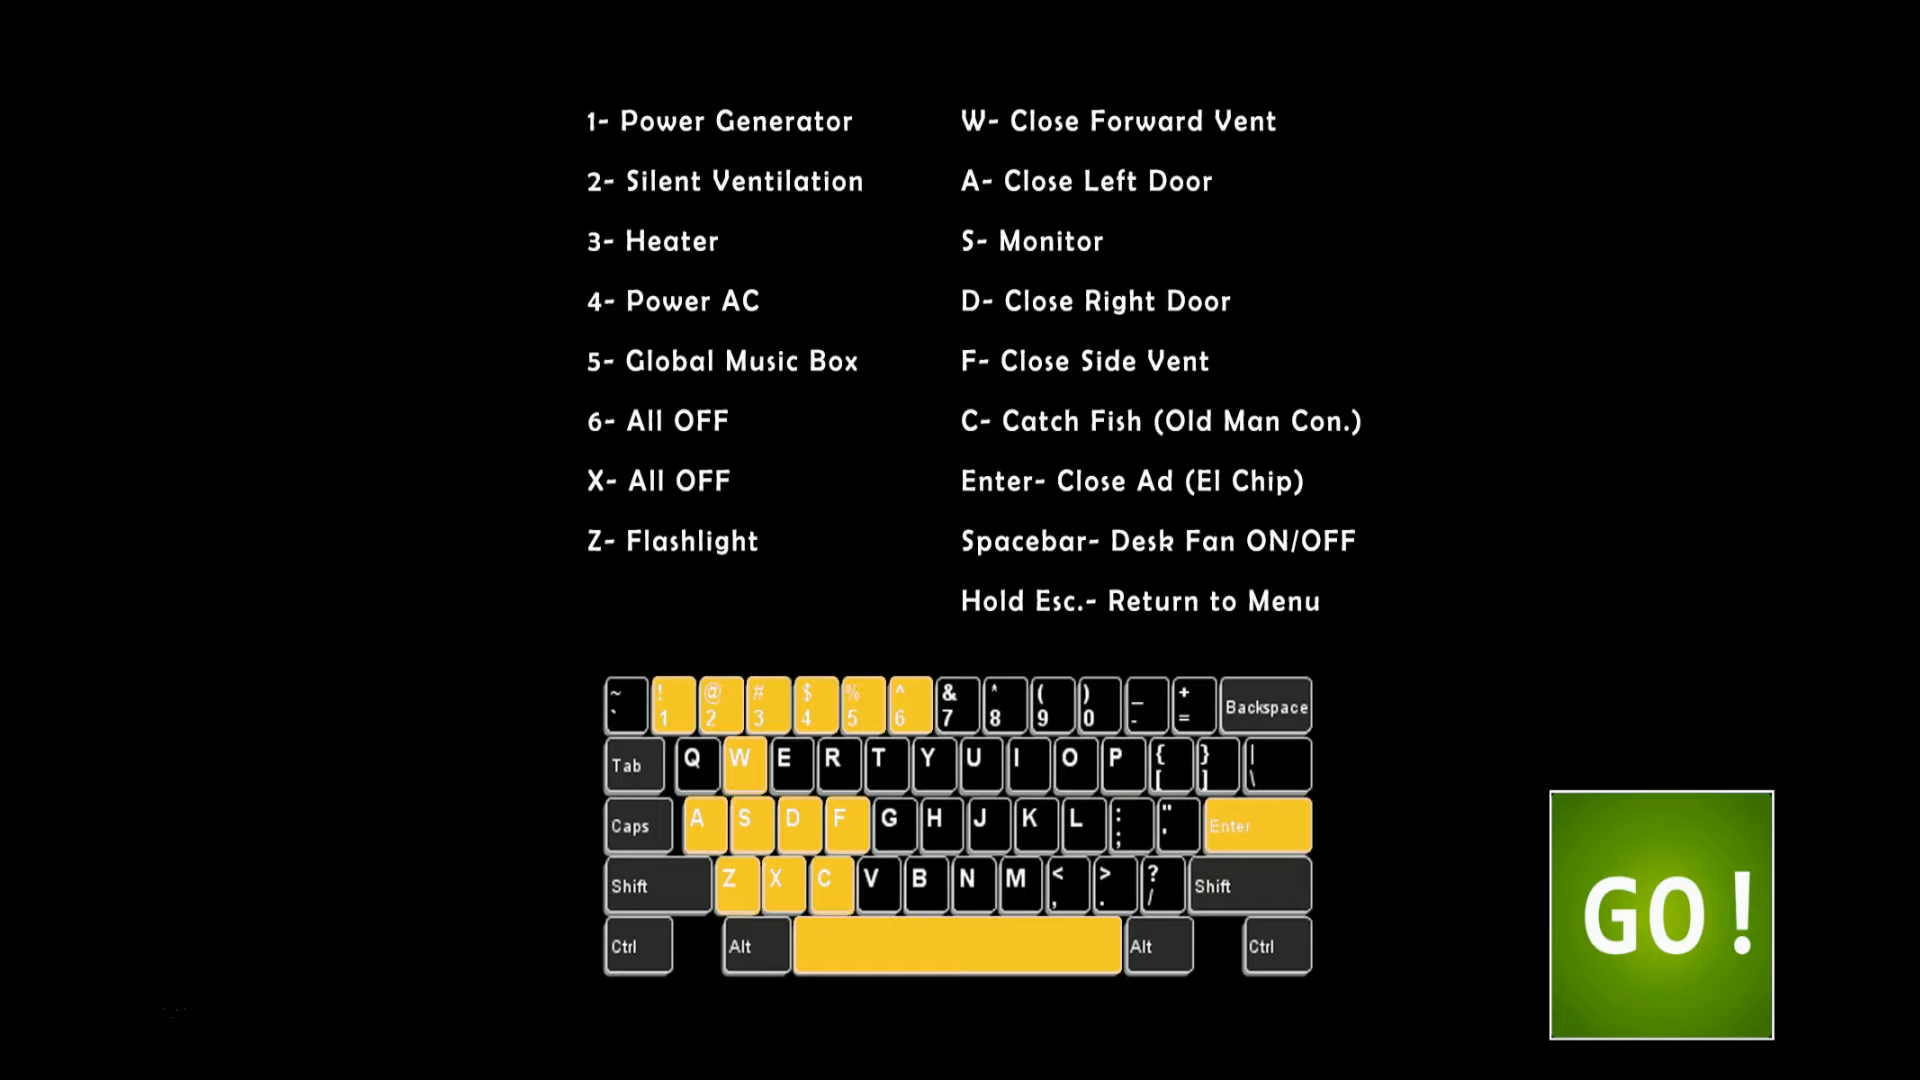 1- Power Generator
2- Silent Ventilation
3- Heater
4- Power AC
5- Global Music Box
6- All OFF
X- All OFF
Z- Flashlight
W- Close Forward Vent
A- Close Left Door
S- Monitor
D- Close Right Door
F- Close Side Vent
C- Catch Fish (Old Man Con.)
Enter- Close Ad (El Chip)
Spacebar- Desk Fan ON/OFF
Hold Esc.- Return to Menu
~ ! @ # $ % ^ & * ( ) _ +
` 1 2 3 4 5 6 7 8 9 0 - = Backspace
Tab Q W E R T Y U I O P { } |
[ ] \
Caps A S D F G H J K L : " Enter
; '
Shift Z X C V B N M < > ? Shift
, . /
Ctrl Alt Alt Ctrl
GO!